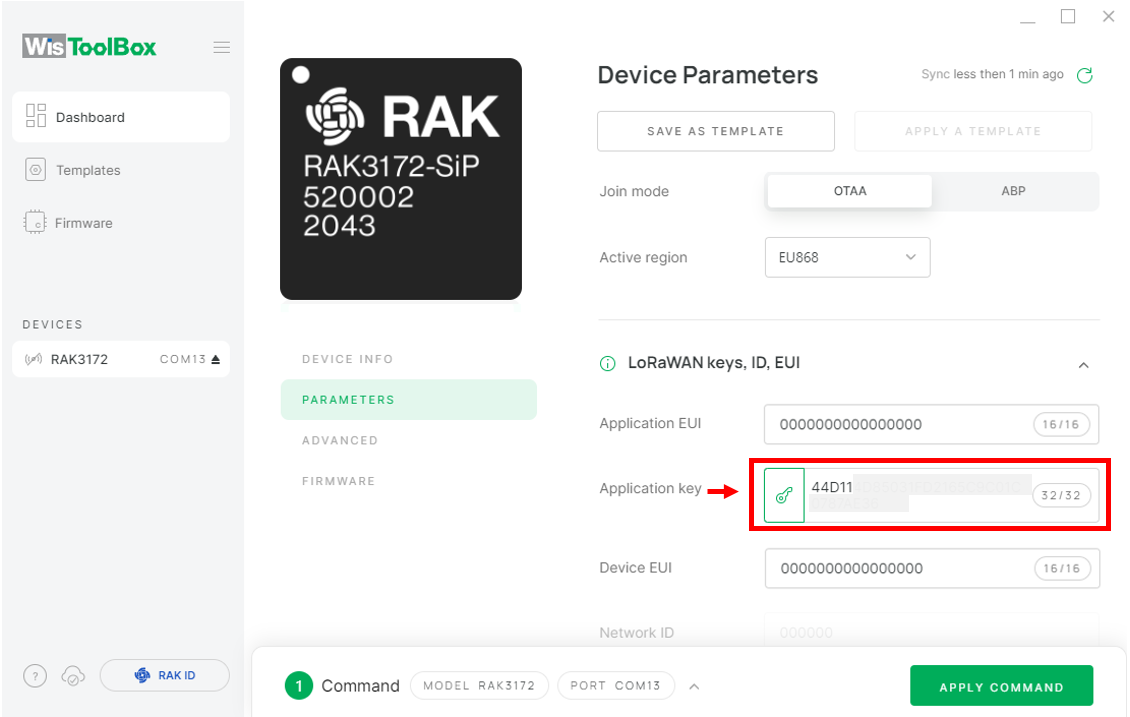 WisToolBox
Dashboard
Templates
Firmware
DEVICES
RAK3172 COM13
?
RAK ID
RAK
RAK3172-SiP
520002
2043
DEVICE INFO
PARAMETERS
ADVANCED
FIRMWARE
Device Parameters
Sync less then 1 min ago
SAVE AS TEMPLATE
APPLY A TEMPLATE
Join mode
OTAA
ABP
Active region
EU868
LoRaWAN keys, ID, EUI
Application EUI
0000000000000000
16/16
Application key
44D11
32/32
Device EUI
0000000000000000
16/16
Network ID
000000
1 Command
MODEL RAK3172
PORT COM13
APPLY COMMAND